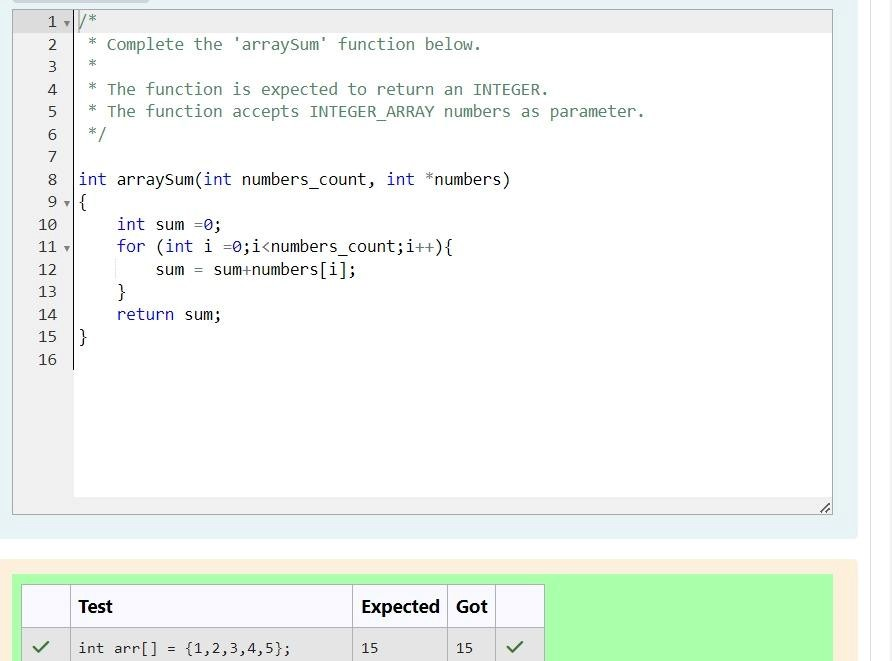 1 /*
2  * Complete the 'arraySum' function below.
3  *
4  * The function is expected to return an INTEGER.
5  * The function accepts INTEGER_ARRAY numbers as parameter.
6  */
7
8 int arraySum(int numbers_count, int *numbers)
9 {
10     int sum =0;
11     for (int i =0;i<numbers_count;i++){
12         sum = sum+numbers[i];
13     }
14     return sum;
15 }
16
Test Expected Got
int arr[] = {1,2,3,4,5}; 15 15